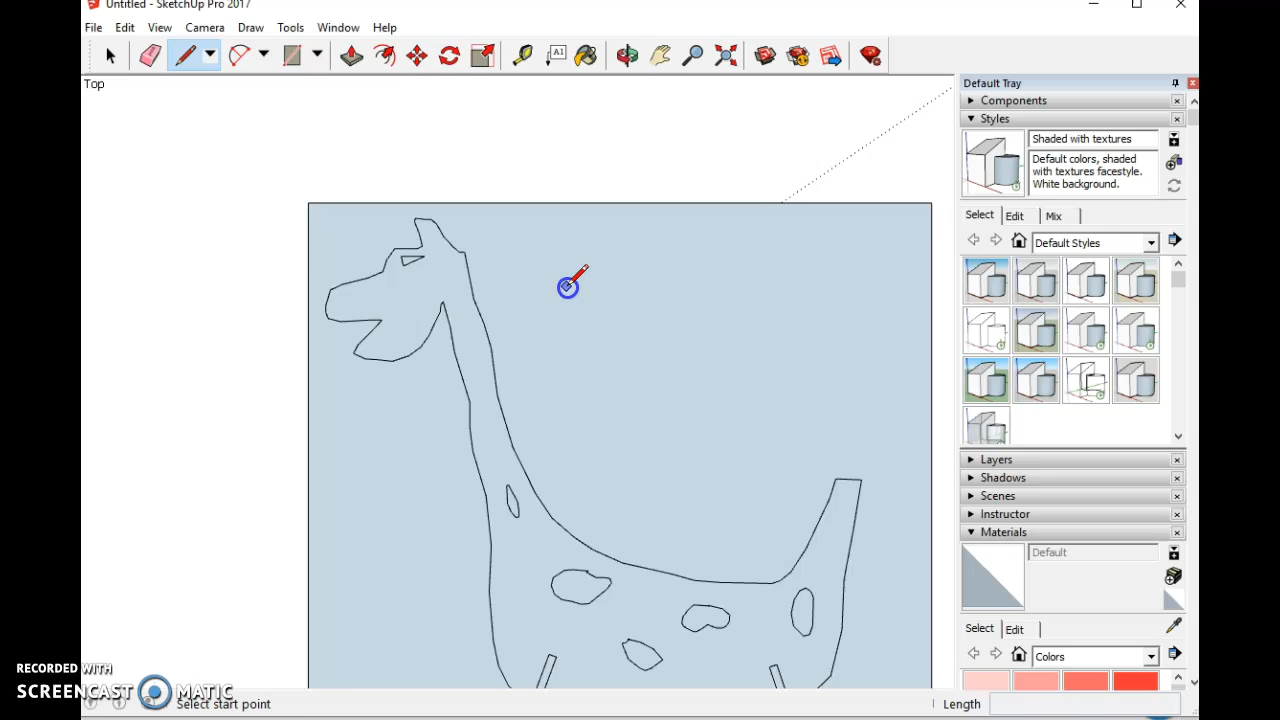 Untitled - SketchUp Pro 2017
File Edit View Camera Draw Tools Window Help
A1
Top
Default Tray
Components
Styles
Shaded with textures
Default colors, shaded
with textures facestyle.
White background.
Select Edit Mix
Default Styles
Layers
Shadows
Scenes
Instructor
Materials
Default
Select Edit
Colors
RECORDED WITH
SCREENCAST MATIC
Select start point
Length